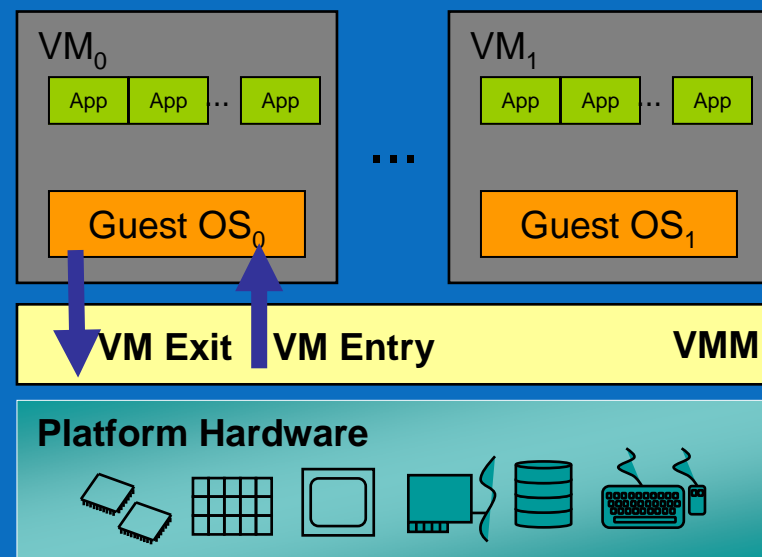 VM₀
App App ... App
Guest OS₀
...
VM₁
App App ... App
Guest OS₁
VM Exit VM Entry VMM
Platform Hardware